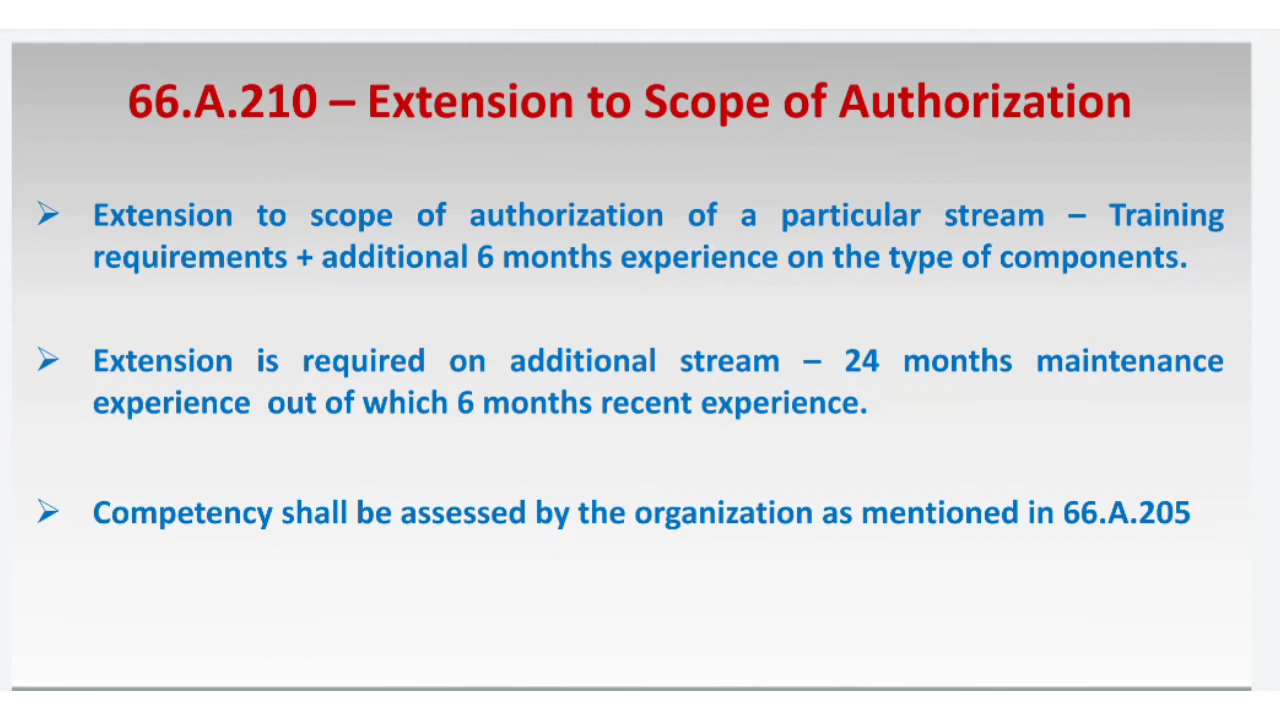 66.A.210 – Extension to Scope of Authorization
Extension to scope of authorization of a particular stream – Training
requirements + additional 6 months experience on the type of components.
Extension is required on additional stream – 24 months maintenance
experience out of which 6 months recent experience.
Competency shall be assessed by the organization as mentioned in 66.A.205